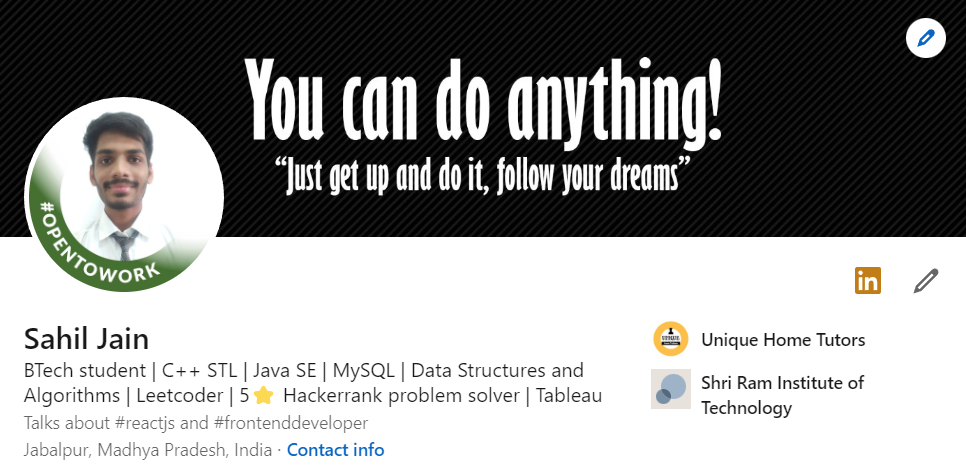 You can do anything!
“Just get up and do it, follow your dreams”
#OPENTOWORK
in
Sahil Jain
BTech student | C++ STL | Java SE | MySQL | Data Structures and
Algorithms | Leetcoder | 5⭐ Hackerrank problem solver | Tableau
Talks about #reactjs and #frontenddeveloper
Jabalpur, Madhya Pradesh, India · Contact info
Unique Home Tutors
Shri Ram Institute of
Technology